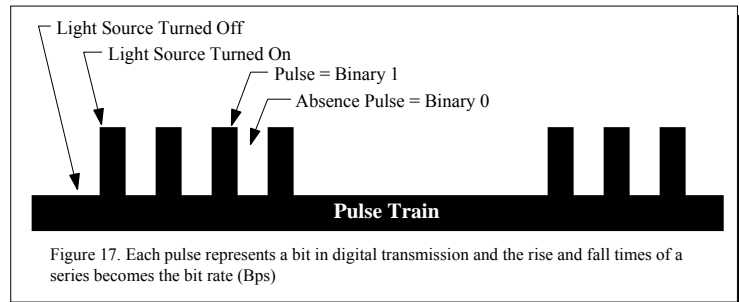 Light Source Turned Off
Light Source Turned On
Pulse = Binary 1
Absence Pulse = Binary 0
Pulse Train
Figure 17. Each pulse represents a bit in digital transmission and the rise and fall times of a
series becomes the bit rate (Bps)